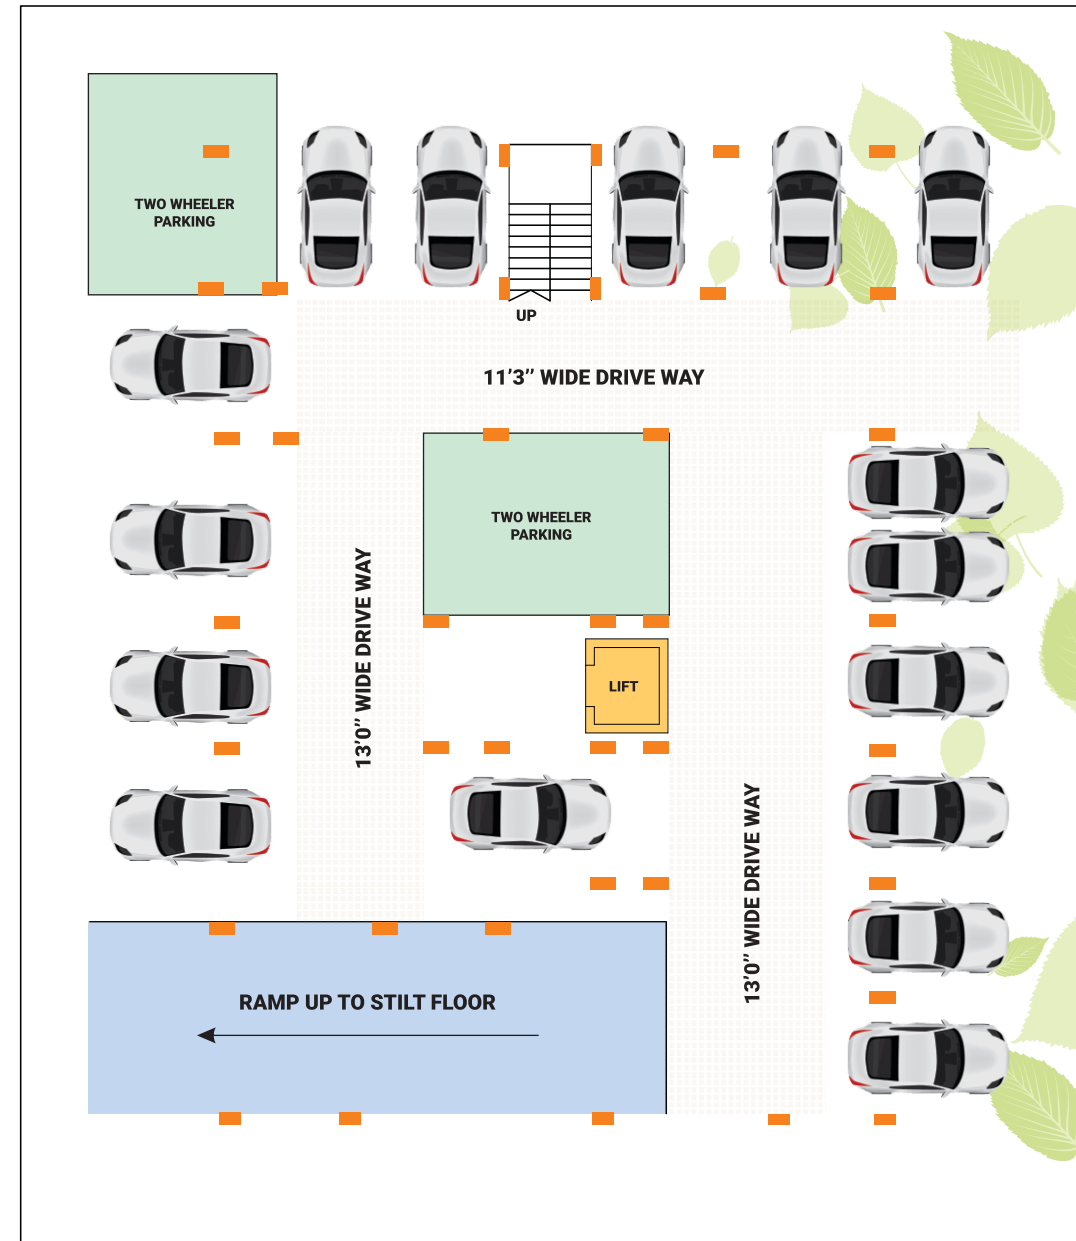 TWO WHEELER
PARKING
UP
11’3” WIDE DRIVE WAY
TWO WHEELER
PARKING
13’0” WIDE DRIVE WAY
LIFT
13’0” WIDE DRIVE WAY
RAMP UP TO STILT FLOOR